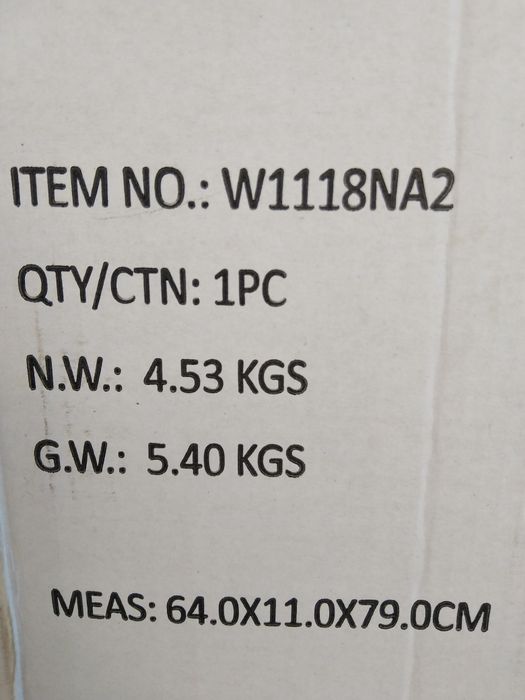 ITEM NO.: W1118NA2
QTY/CTN: 1PC
N.W.: 4.53 KGS
G.W.: 5.40 KGS
MEAS: 64.0X11.0X79.0CM